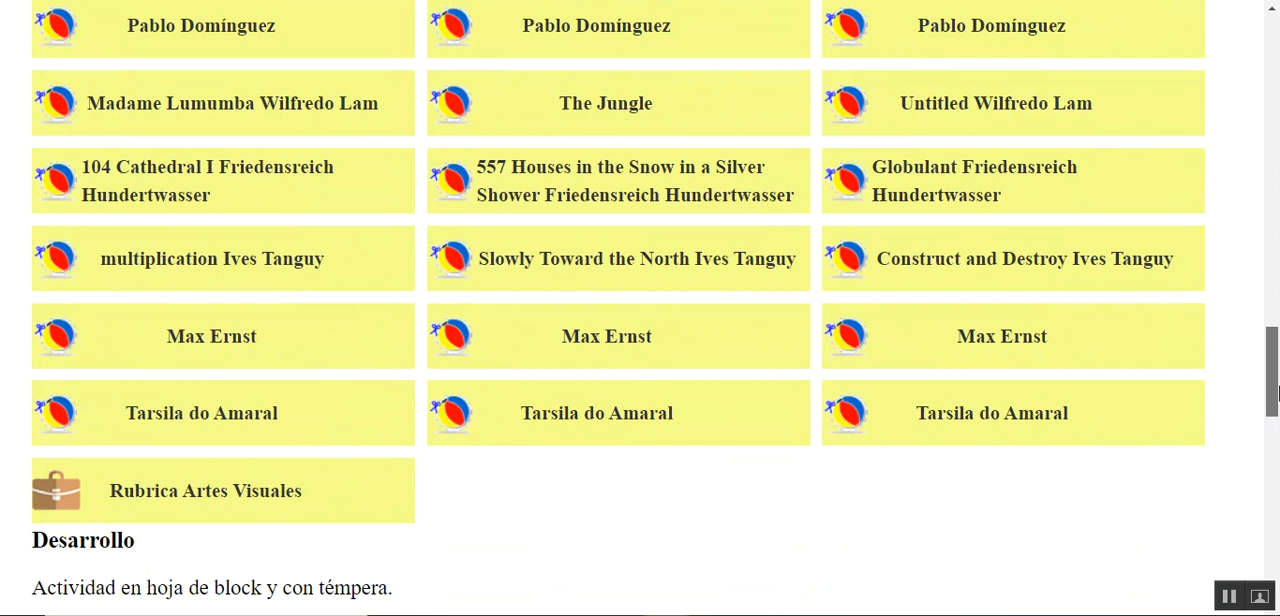 Pablo Domínguez
Pablo Domínguez
Pablo Domínguez
Madame Lumumba Wilfredo Lam
The Jungle
Untitled Wilfredo Lam
104 Cathedral I Friedensreich
Hundertwasser
557 Houses in the Snow in a Silver
Shower Friedensreich Hundertwasser
Globulant Friedensreich
Hundertwasser
multiplication Ives Tanguy
Slowly Toward the North Ives Tanguy
Construct and Destroy Ives Tanguy
Max Ernst
Max Ernst
Max Ernst
Tarsila do Amaral
Tarsila do Amaral
Tarsila do Amaral
Rubrica Artes Visuales
Desarrollo
Actividad en hoja de block y con témpera.